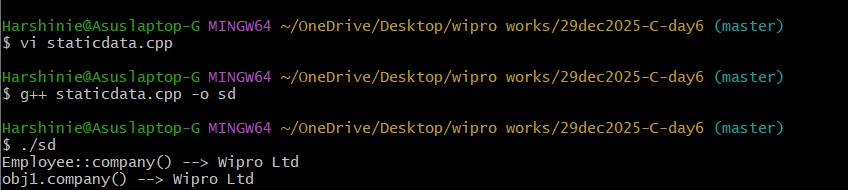 Harshinie@Asuslaptop-G MINGW64 ~/OneDrive/Desktop/wipro works/29dec2025-C-day6 (master)
$ vi staticdata.cpp
Harshinie@Asuslaptop-G MINGW64 ~/OneDrive/Desktop/wipro works/29dec2025-C-day6 (master)
$ g++ staticdata.cpp -o sd
Harshinie@Asuslaptop-G MINGW64 ~/OneDrive/Desktop/wipro works/29dec2025-C-day6 (master)
$ ./sd
Employee::company() --> Wipro Ltd
obj1.company() --> Wipro Ltd